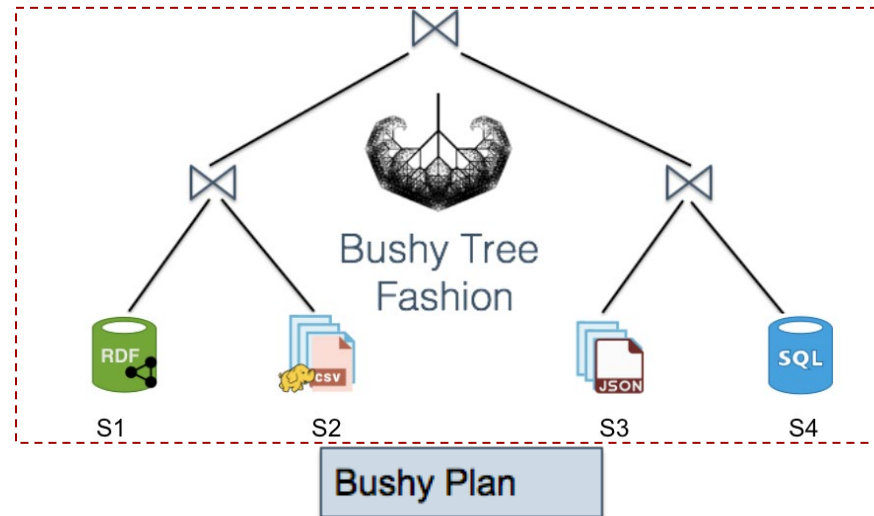 Bushy Tree
Fashion
RDF
CSV
JSON
SQL
S1
S2
S3
S4
Bushy Plan